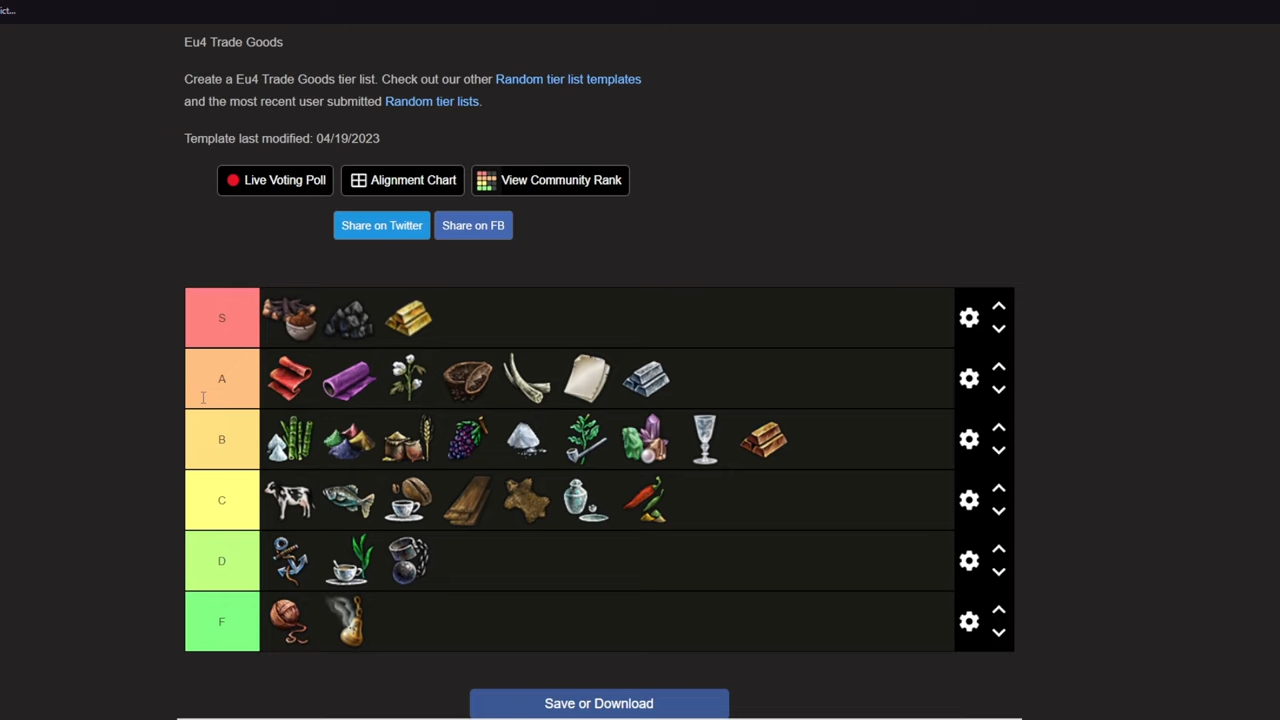 ict...
Eu4 Trade Goods
Create a Eu4 Trade Goods tier list. Check out our other Random tier list templates
and the most recent user submitted Random tier lists.
Template last modified: 04/19/2023
Live Voting Poll
Alignment Chart
View Community Rank
Share on Twitter
Share on FB
S
A
B
C
D
F
Save or Download